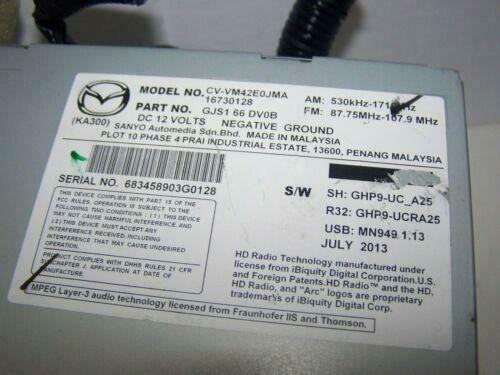 MODEL NO. CV-VM42E0JMA
16730128
AM: 530kHz-1710kHz
PART NO. GJS1 66 DV0B
FM: 87.75MHz-107.9 MHz
(KA300)
DC 12 VOLTS NEGATIVE GROUND
SANYO Automedia Sdn.Bhd. MADE IN MALAYSIA
PLOT 10 PHASE 4 PRAI INDUSTRIAL ESTATE, 13600, PENANG MALAYSIA
SERIAL NO. 683458903G0128
S/W
SH: GHP9-UC_A25
R32: GHP9-UCRA25
USB: MN949.1.13
JULY 2013
THIS DEVICE COMPLIES WITH PART 15 OF THE
FCC RULES. OPERATION IS SUBJECT TO THE
FOLLOWING TWO CONDITIONS : (1) THIS DEVICE
MAY NOT CAUSE HARMFUL INTERFERENCE, AND
(2) THIS DEVICE MUST ACCEPT ANY
INTERFERENCE RECEIVED, INCLUDING
INTERFERENCE THAT MAY CAUSE
UNDESIRED OPERATION.
PRODUCT COMPLIES WITH DHHS RULES 21 CFR
SUBCHAPTER J. APPLICATION AT DATE OF
MANUFACTURE.
HD Radio Technology manufactured under
license from iBiquity Digital Corporation.U.S.
and Foreign Patents. HD Radio™ and the HD
HD Radio, and "Arc" logos are proprietary
trademarks of iBiquity Digital Corp.
MPEG Layer-3 audio technology licensed from Fraunhofer IIS and Thomson.